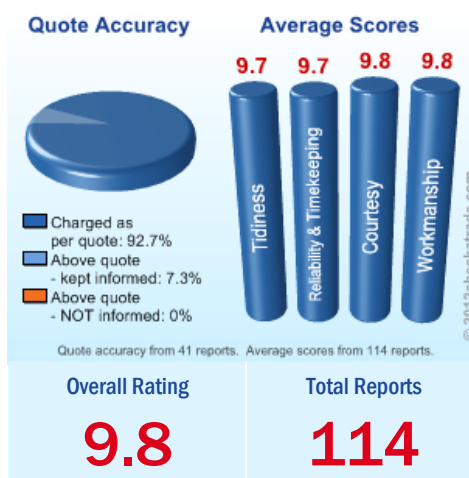 Quote Accuracy
Charged as
per quote: 92.7%
Above quote
- kept informed: 7.3%
Above quote
- NOT informed: 0%
Average Scores
9.7 9.7 9.8 9.8
Tidiness
Reliability & Timekeeping
Courtesy
Workmanship
© 2013checkatrade.com
Quote accuracy from 41 reports. Average scores from 114 reports.
Overall Rating
9.8
Total Reports
114